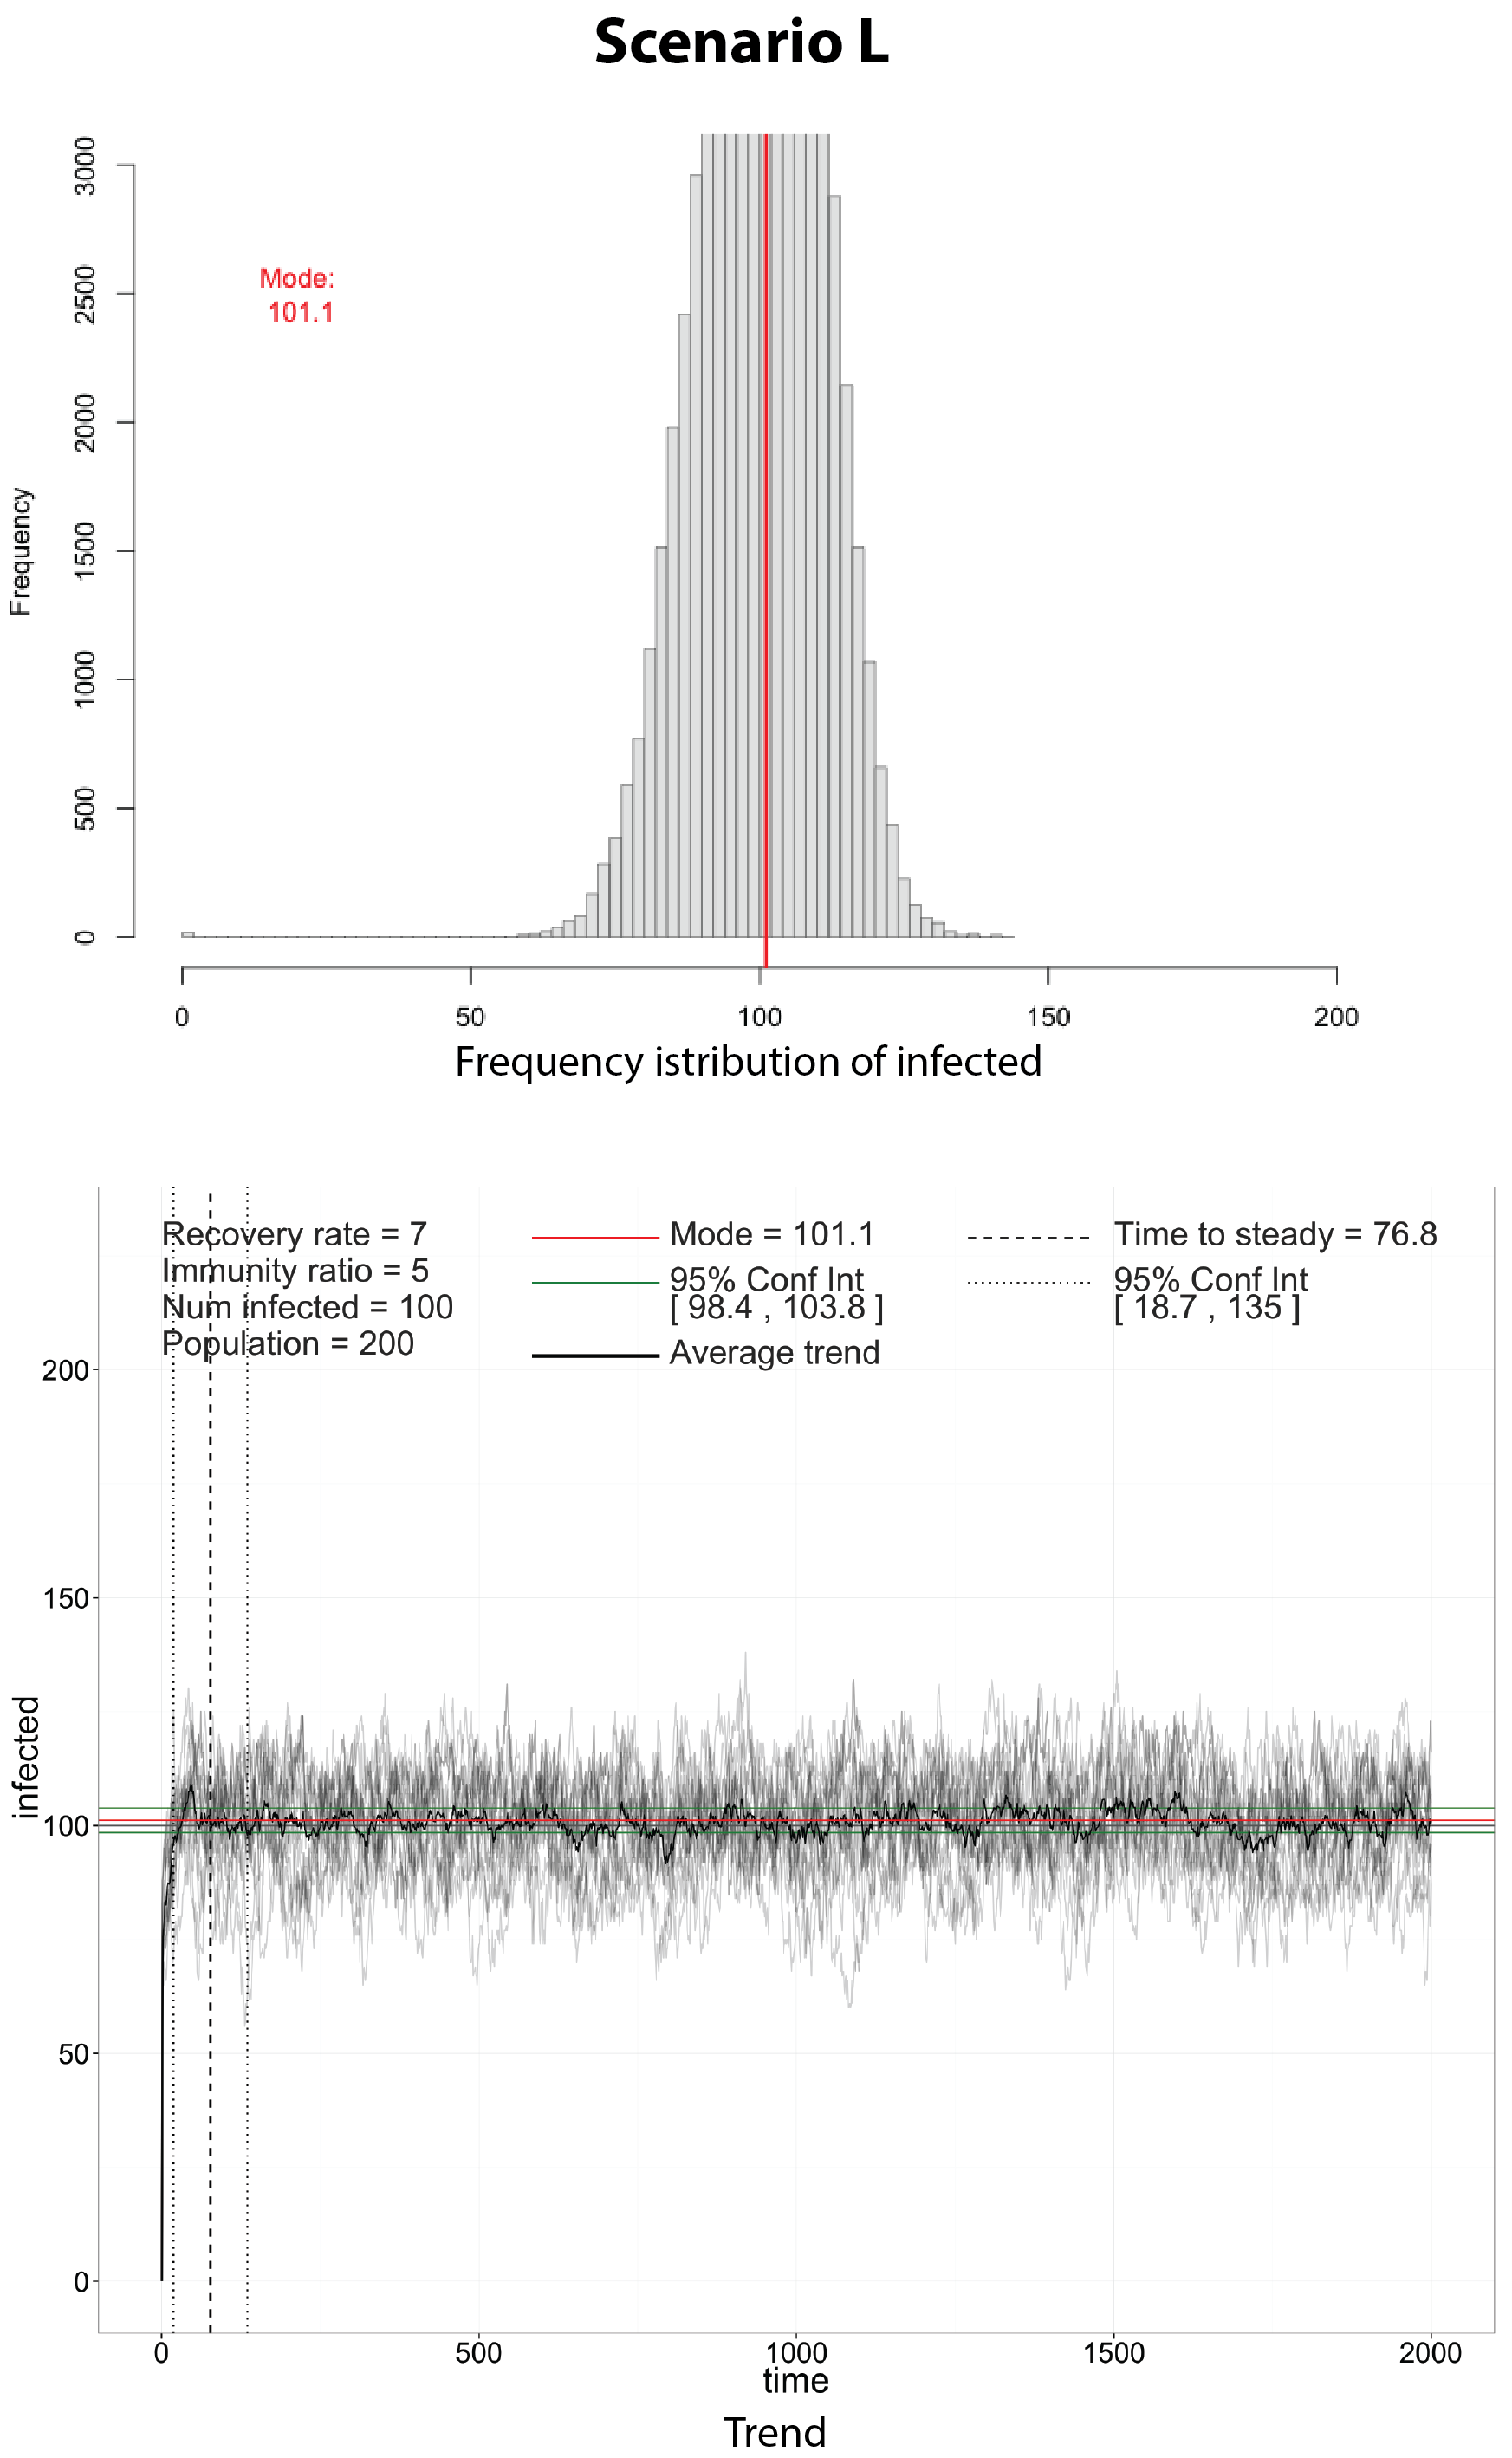 Scenario L
3000
2500
2000
1500
1000
500
0
Frequency
Mode:
101.1
0 50 100 150 200
Frequency istribution of infected
Recovery rate = 7
Immunity ratio = 5
Num infected = 100
Population = 200
Mode = 101.1
95% Conf Int
[ 98.4 , 103.8 ]
Average trend
Time to steady = 76.8
95% Conf Int
[ 18.7 , 135 ]
200
150
100
50
0
infected
0 500 1000 1500 2000
time
Trend